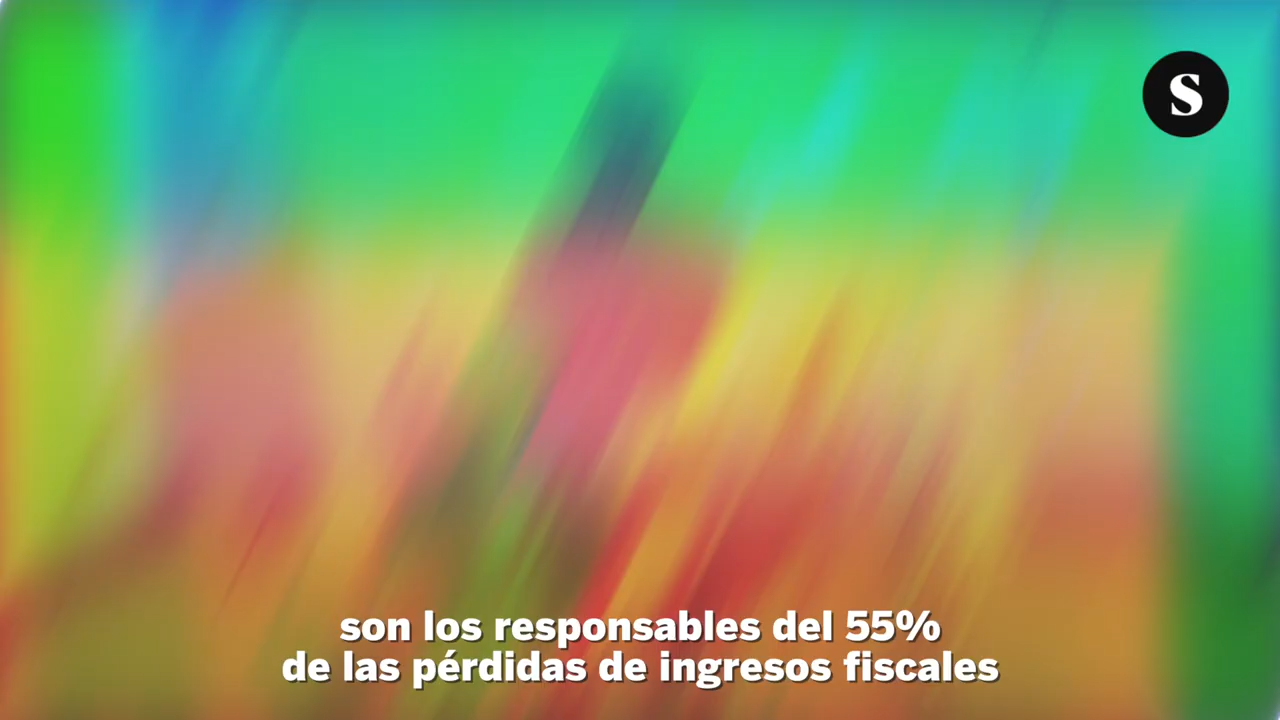 S
son los responsables del 55%
de las pérdidas de ingresos fiscales